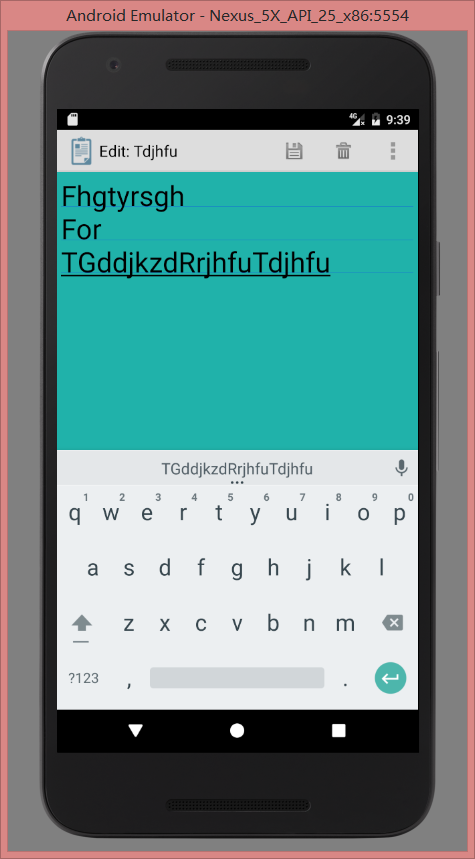 Android Emulator - Nexus_5X_API_25_x86:5554
4G 9:39
Edit: Tdjhfu
Fhgtyrsgh
For
TGddjkzdRrjhfuTdjhfu
TGddjkzdRrjhfuTdjhfu
1 2 3 4 5 6 7 8 9 0
q w e r t y u i o p
a s d f g h j k l
z x c v b n m
?123 , .